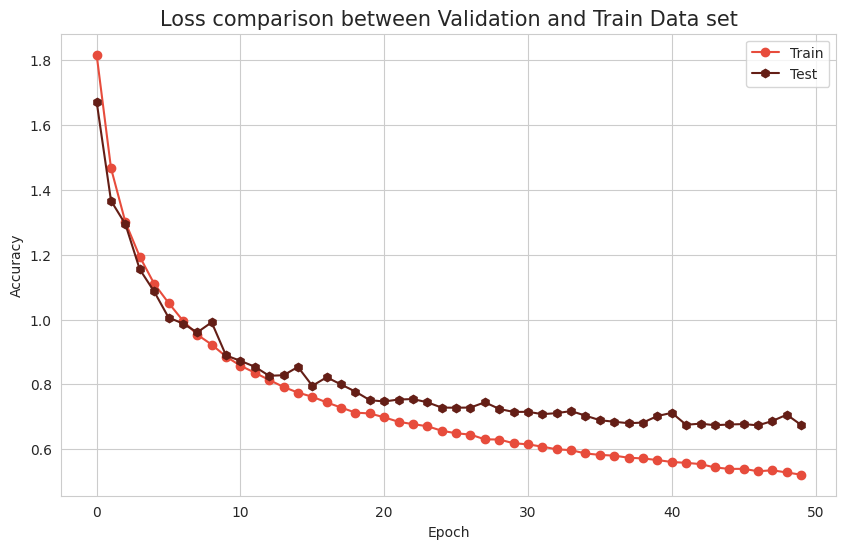 Loss comparison between Validation and Train Data set
Train
Test
Accuracy
1.8
1.6
1.4
1.2
1.0
0.8
0.6
0
10
20
30
40
50
Epoch